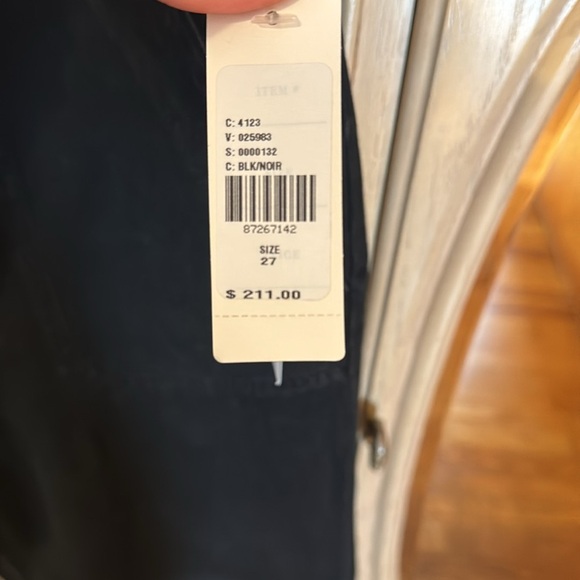 C: 4123
V: 025983
S: 0000132
C: BLK/NOIR
87267142
SIZE
27
$ 211.00